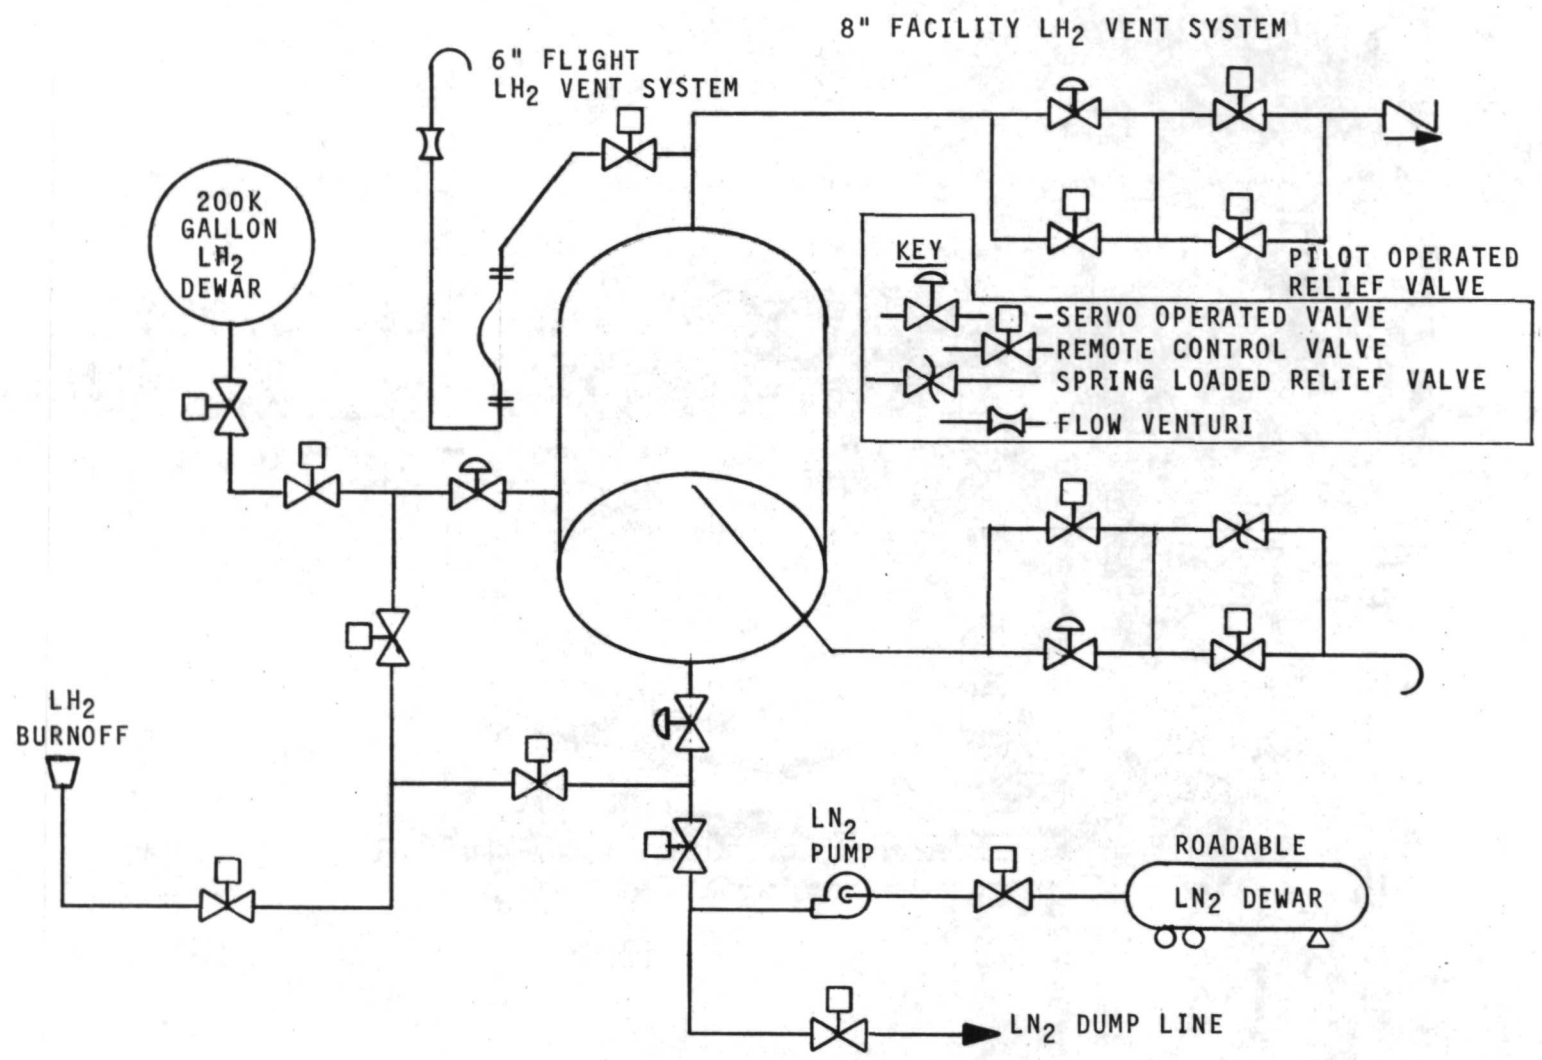 8" FACILITY LH2 VENT SYSTEM
6" FLIGHT
LH2 VENT SYSTEM
200K
GALLON
LH2
DEWAR
PILOT OPERATED
RELIEF VALVE
KEY
SERVO OPERATED VALVE
REMOTE CONTROL VALVE
SPRING LOADED RELIEF VALVE
FLOW VENTURI
LH2
BURNOFF
LN2
PUMP
ROADABLE
LN2 DEWAR
LN2 DUMP LINE